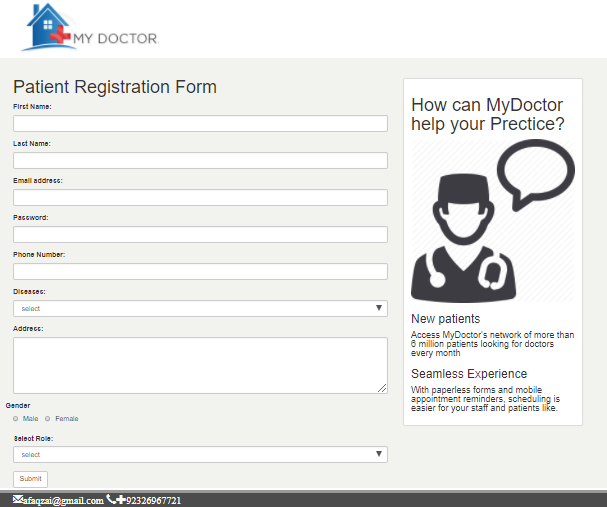 MY DOCTOR
Patient Registration Form
First Name:
Last Name:
Email address:
Password:
Phone Number:
Diseases:
select
Address:
Gender
Male Female
Select Role:
select
Submit
How can MyDoctor
help your Prectice?
New patients
Access MyDoctor's network of more than
6 million patients looking for doctors
every month
Seamless Experience
With paperless forms and mobile
appointment reminders, scheduling is
easier for your staff and patients like.
afaqzai@gmail.com +92326967721